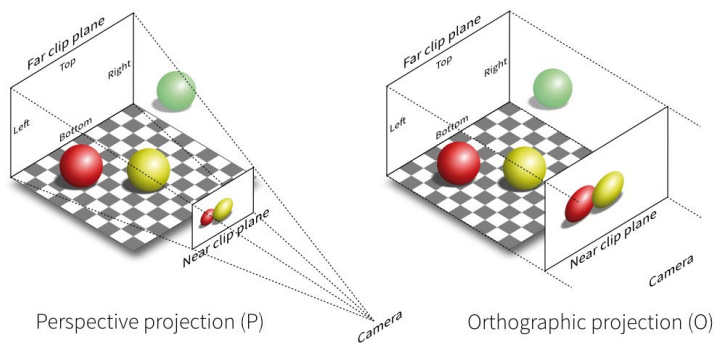 Far clip plane
Top
Right
Left
Bottom
Near clip plane
Camera
Perspective projection (P)
Far clip plane
Top
Right
Left
Bottom
Near clip plane
Camera
Orthographic projection (O)